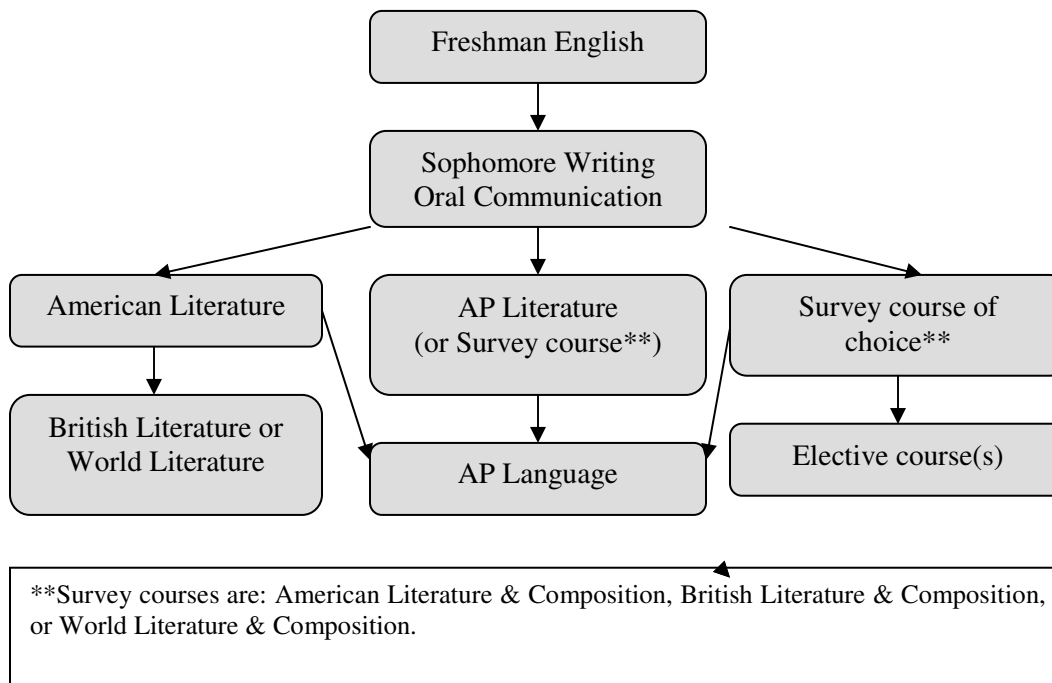 Freshman English
Sophomore Writing
Oral Communication
American Literature
AP Literature
(or Survey course**)
Survey course of
choice**
British Literature or
World Literature
AP Language
Elective course(s)
**Survey courses are: American Literature & Composition, British Literature & Composition,
or World Literature & Composition.